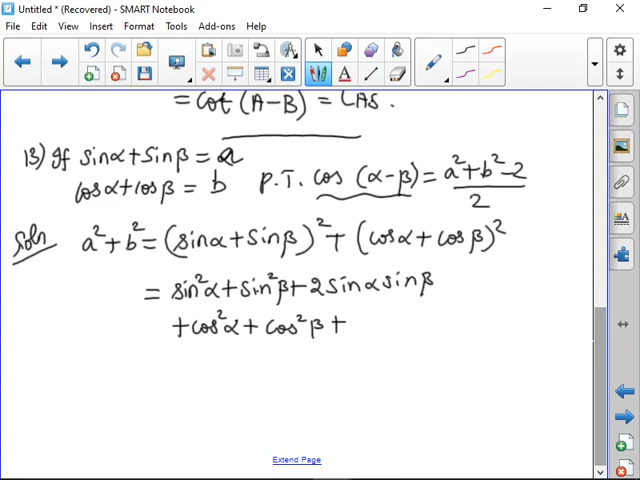 Untitled * (Recovered) - SMART Notebook
File Edit View Insert Format Tools Add-ons Help
= Cot (A-B) = LHS.
13) If sinα + sinβ = a
cosα + cosβ = b P.T. cos (α-β) = a²+b²-2 / 2
Soln a²+b² = (sinα + sinβ)² + (cosα + cosβ)²
= sin²α + sin²β + 2 sinα sinβ
+ cos²α + cos²β +
Extend Page